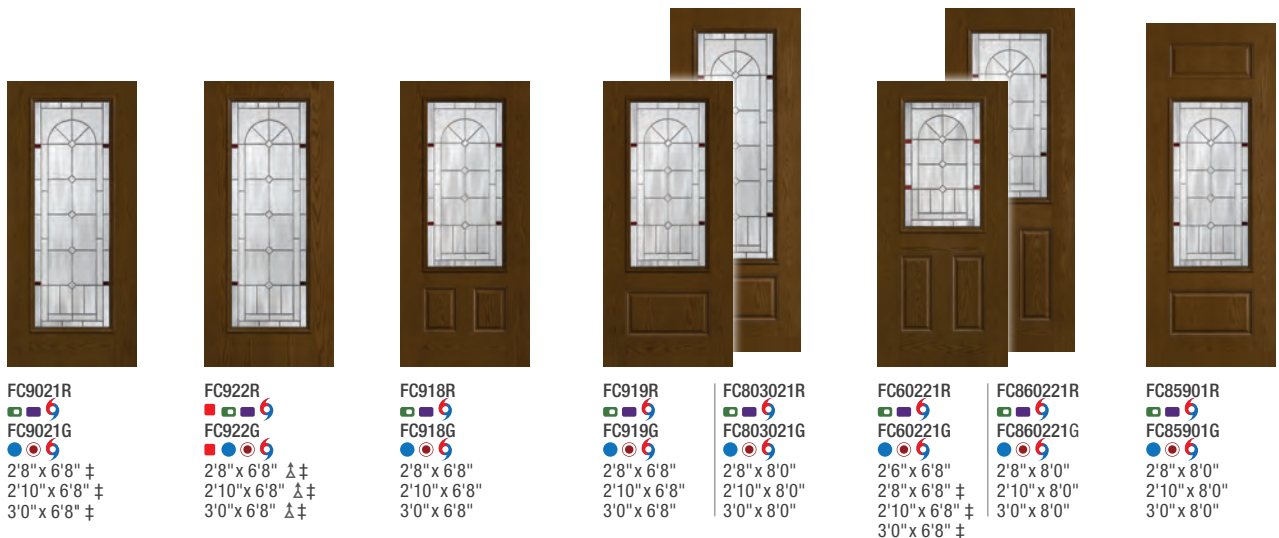 FC9021R
FC9021G
2'8" x 6'8" ‡
2'10" x 6'8" ‡
3'0" x 6'8" ‡
FC922R
FC922G
2'8" x 6'8" ‡
2'10" x 6'8" ‡
3'0" x 6'8" ‡
FC918R
FC918G
2'8" x 6'8"
2'10" x 6'8"
3'0" x 6'8"
FC919R
FC919G
2'8" x 6'8"
2'10" x 6'8"
3'0" x 6'8"
FC803021R
FC803021G
2'8" x 8'0"
2'10" x 8'0"
3'0" x 8'0"
FC60221R
FC60221G
2'6" x 6'8"
2'8" x 6'8" ‡
2'10" x 6'8" ‡
3'0" x 6'8" ‡
FC860221R
FC860221G
2'8" x 8'0"
2'10" x 8'0"
3'0" x 8'0"
FC85901R
FC85901G
2'8" x 8'0"
2'10" x 8'0"
3'0" x 8'0"